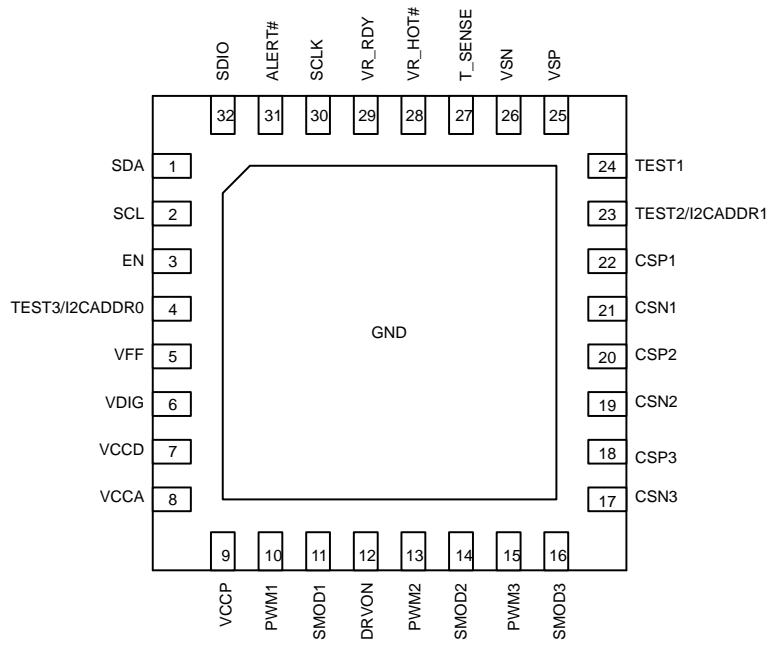 SDIO
ALERT#
SCLK
VR_RDY
VR_HOT#
T_SENSE
VSN
VSP
32
31
30
29
28
27
26
25
SDA 1
SCL 2
EN 3
TEST3/I2CADDR0 4
VFF 5
VDIG 6
VCCD 7
VCCA 8
GND
24 TEST1
23 TEST2/I2CADDR1
22 CSP1
21 CSN1
20 CSP2
19 CSN2
18 CSP3
17 CSN3
9
10
11
12
13
14
15
16
VCCP
PWM1
SMOD1
DRVON
PWM2
SMOD2
PWM3
SMOD3